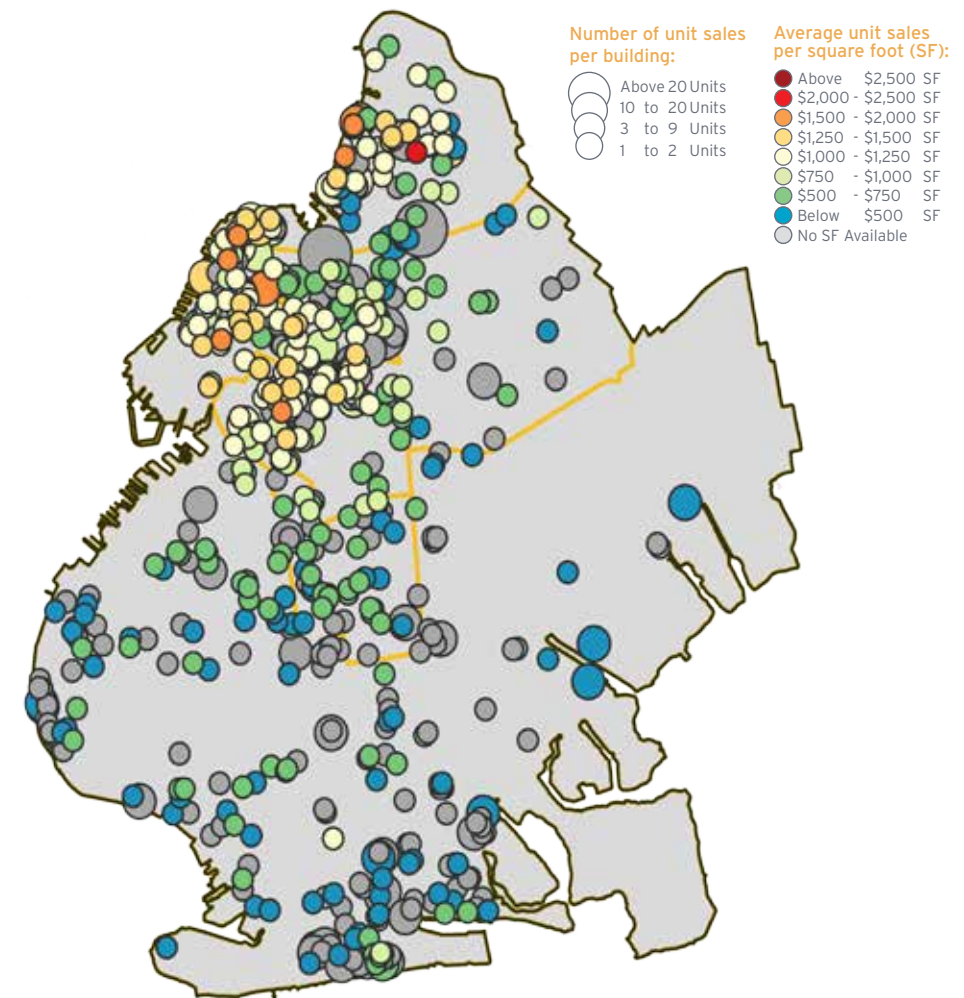 Number of unit sales
per building:
Above 20 Units
10 to 20 Units
3 to 9 Units
1 to 2 Units
Average unit sales
per square foot (SF):
Above $2,500 SF
$2,000 - $2,500 SF
$1,500 - $2,000 SF
$1,250 - $1,500 SF
$1,000 - $1,250 SF
$750 - $1,000 SF
$500 - $750 SF
Below $500 SF
No SF Available